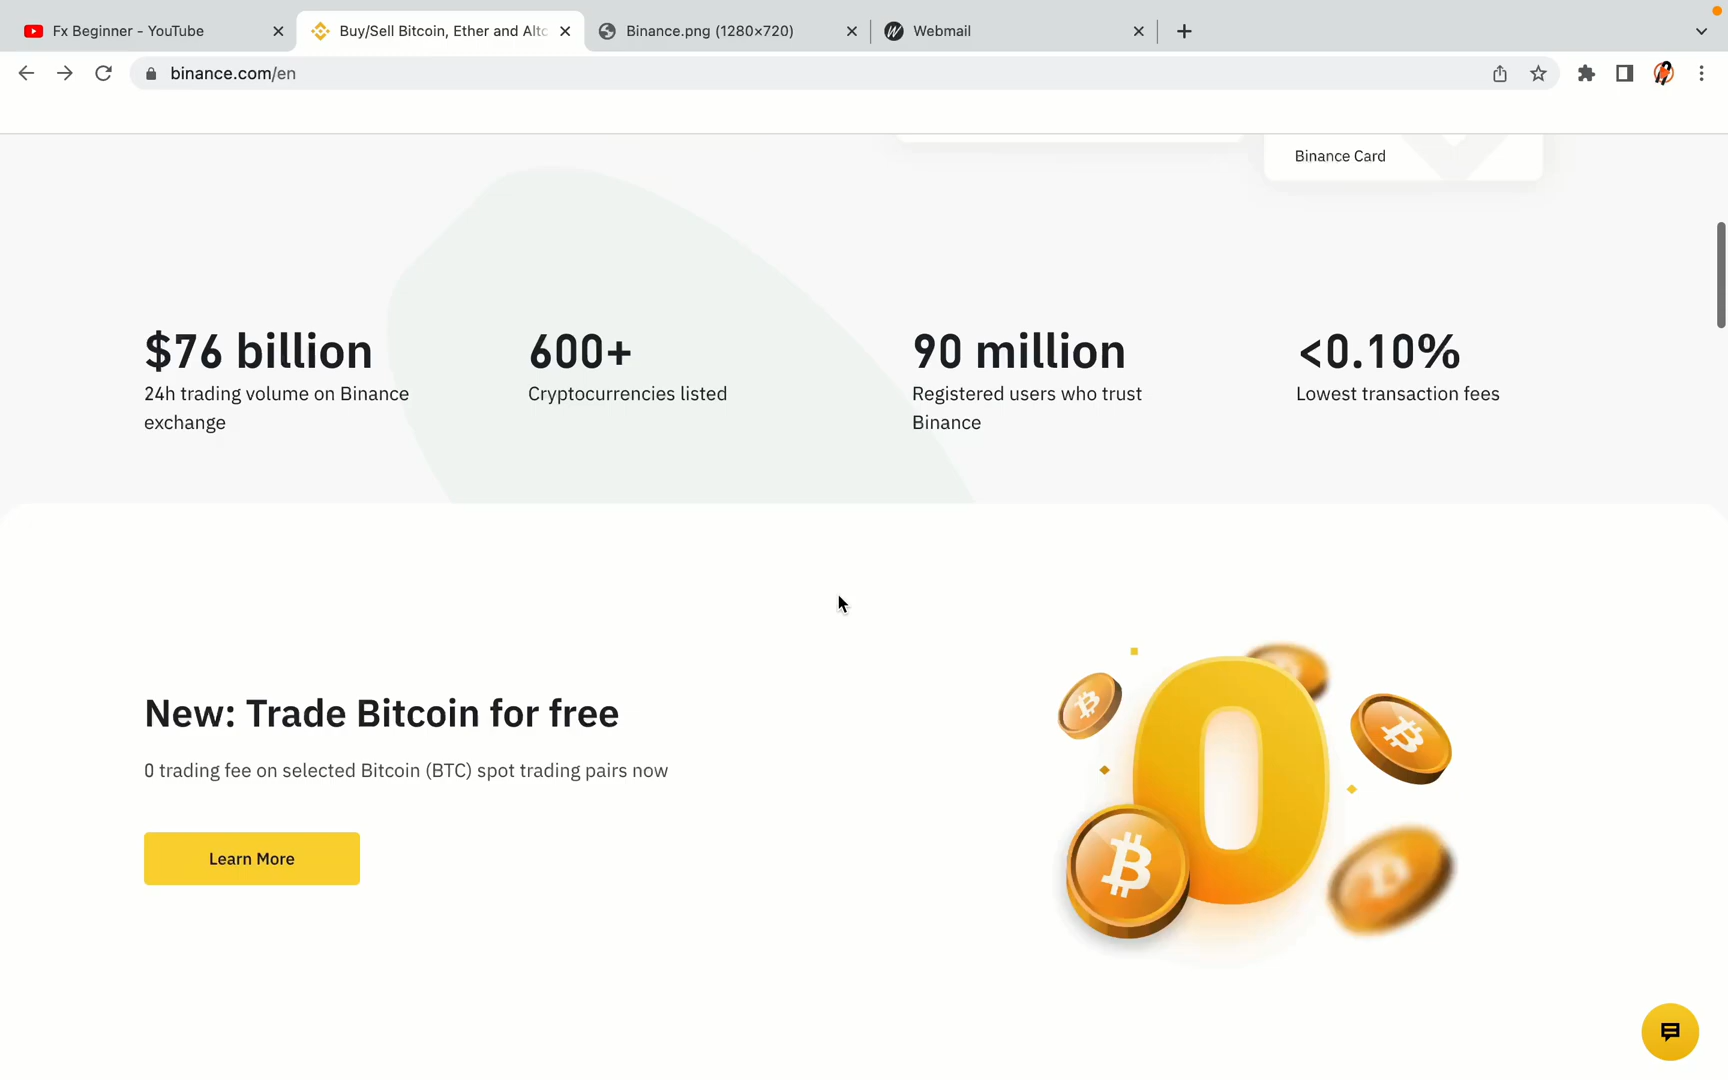 Fx Beginner - YouTube
Buy/Sell Bitcoin, Ether and Altc
Binance.png (1280×720)
Webmail
binance.com/en
Binance Card
$76 billion
600+
90 million
<0.10%
24h trading volume on Binance
exchange
Cryptocurrencies listed
Registered users who trust
Binance
Lowest transaction fees
New: Trade Bitcoin for free
0 trading fee on selected Bitcoin (BTC) spot trading pairs now
Learn More
0